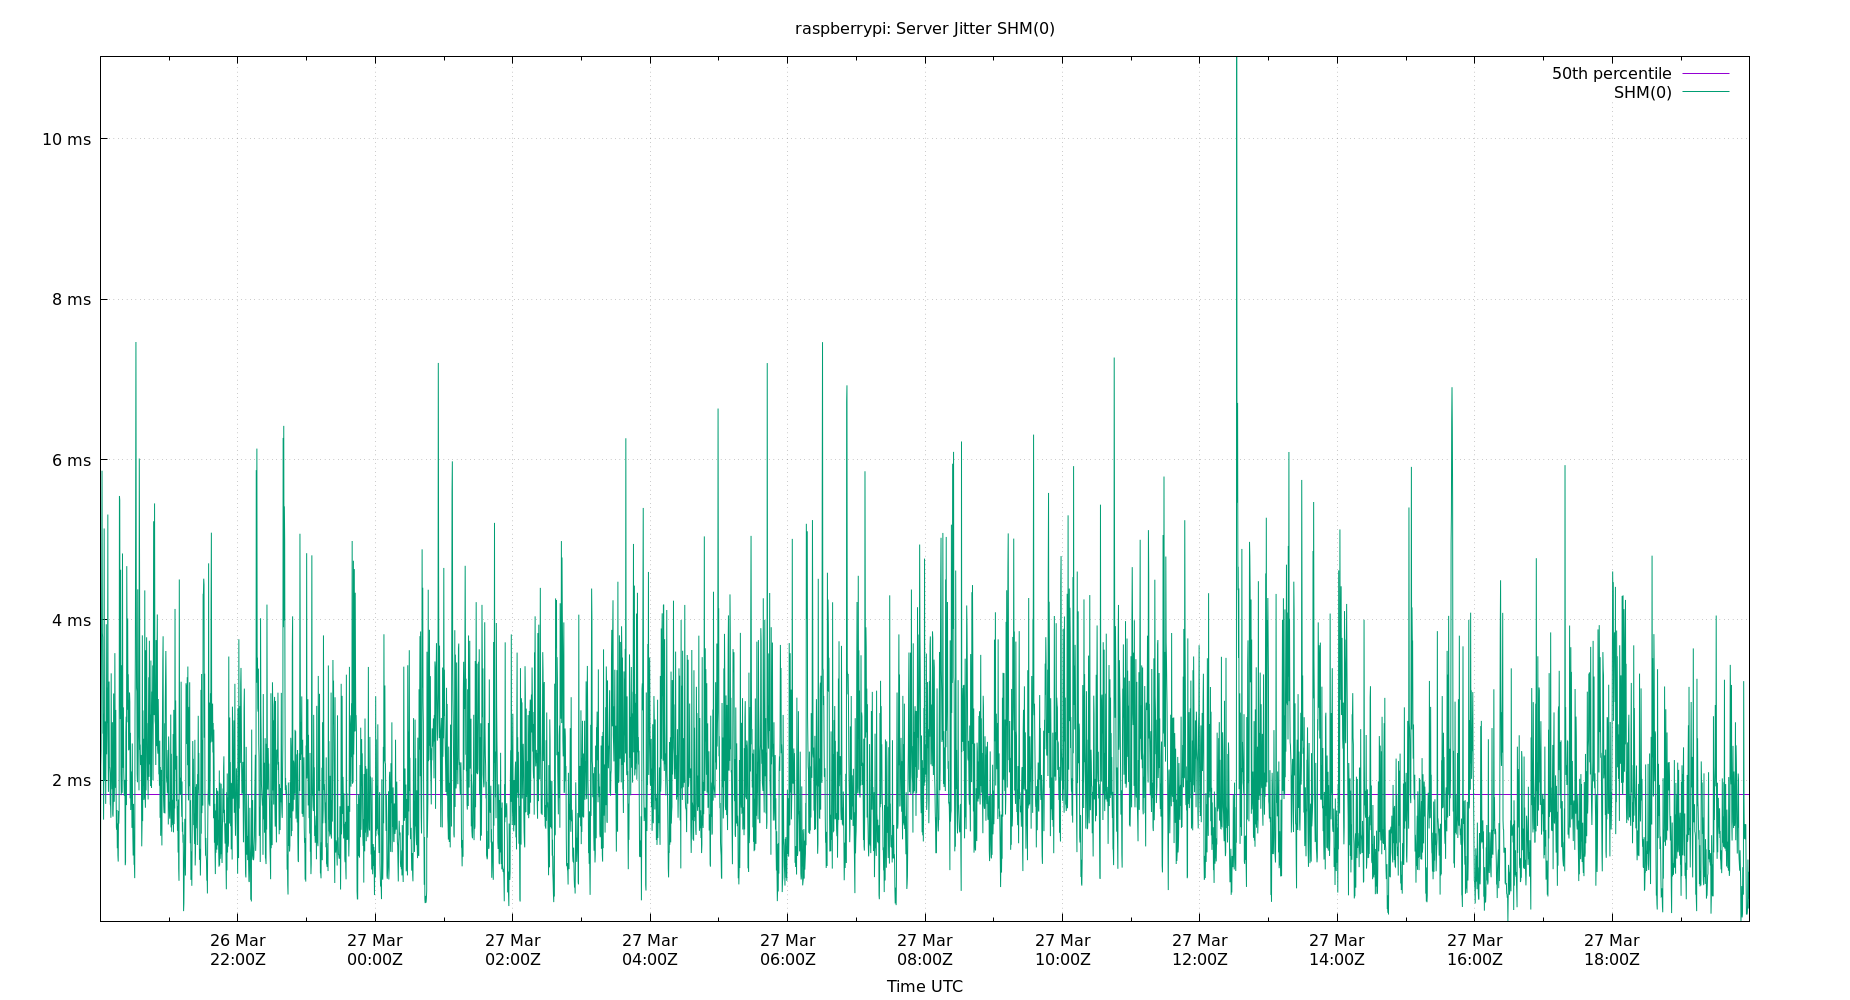 raspberrypi: Server Jitter SHM(0)
50th percentile
SHM(0)
10 ms
8 ms
6 ms
4 ms
2 ms
26 Mar 27 Mar 27 Mar 27 Mar 27 Mar 27 Mar 27 Mar 27 Mar 27 Mar 27 Mar 27 Mar
22:00Z 00:00Z 02:00Z 04:00Z 06:00Z 08:00Z 10:00Z 12:00Z 14:00Z 16:00Z 18:00Z
Time UTC